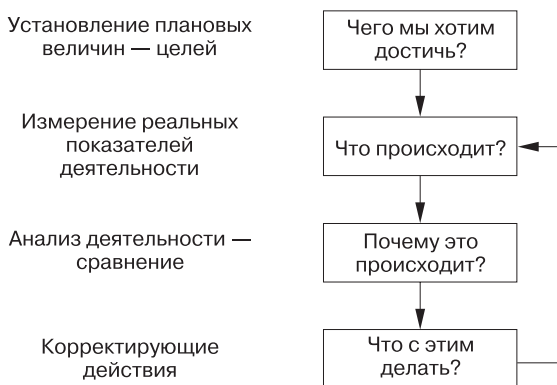 Установление плановых
величин — целей
Чего мы хотим
достичь?
Измерение реальных
показателей
деятельности
Что происходит?
Анализ деятельности —
сравнение
Почему это
происходит?
Корректирующие
действия
Что с этим
делать?